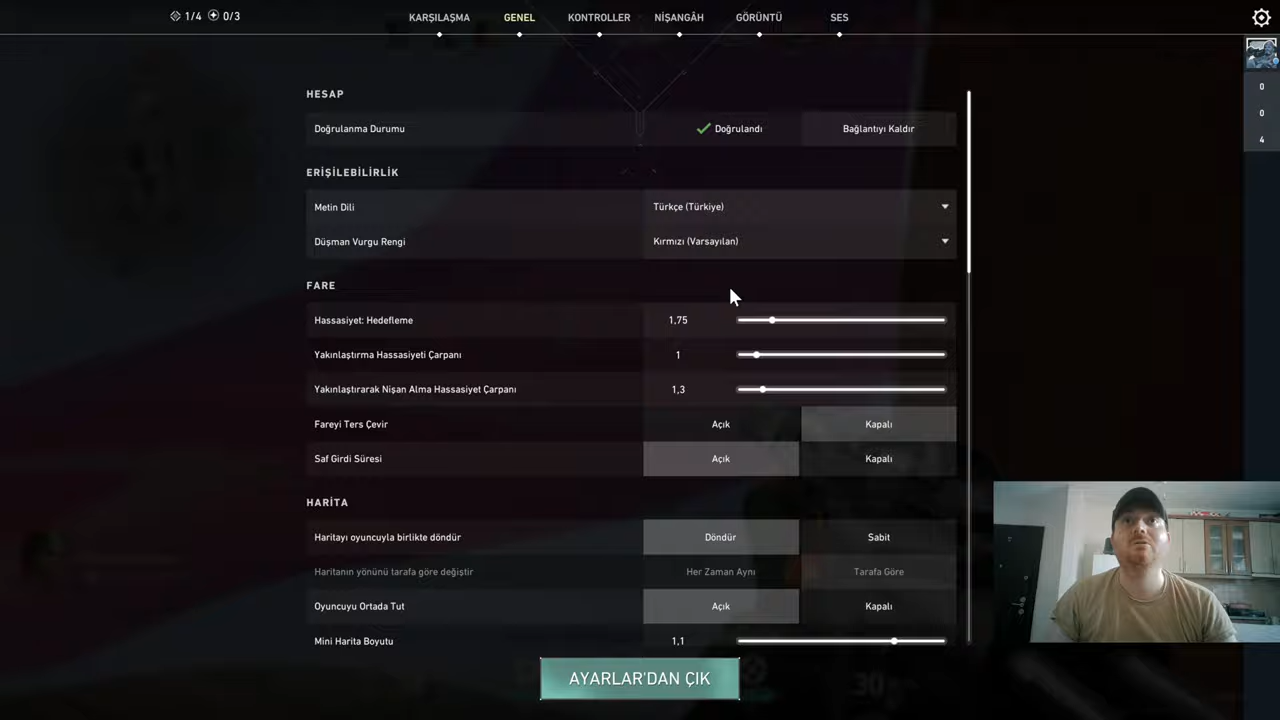 1/4 0/3
KARŞILAŞMA GENEL KONTROLLER NİŞANGÂH GÖRÜNTÜ SES
0
0
4
HESAP
Doğrulanma Durumu Doğrulandı Bağlantıyı Kaldır
ERİŞİLEBİLİRLİK
Metin Dili Türkçe (Türkiye)
Düşman Vurgu Rengi Kırmızı (Varsayılan)
FARE
Hassasiyet: Hedefleme 1,75
Yakınlaştırma Hassasiyeti Çarpanı 1
Yakınlaştırarak Nişan Alma Hassasiyet Çarpanı 1,3
Fareyi Ters Çevir Açık Kapalı
Saf Girdi Süresi Açık Kapalı
HARİTA
Haritayı oyuncuyla birlikte döndür Döndür Sabit
Haritanın yönünü tarafa göre değiştir Her Zaman Aynı Tarafa Göre
Oyuncuyu Ortada Tut Açık Kapalı
Mini Harita Boyutu 1,1
AYARLAR'DAN ÇIK
30